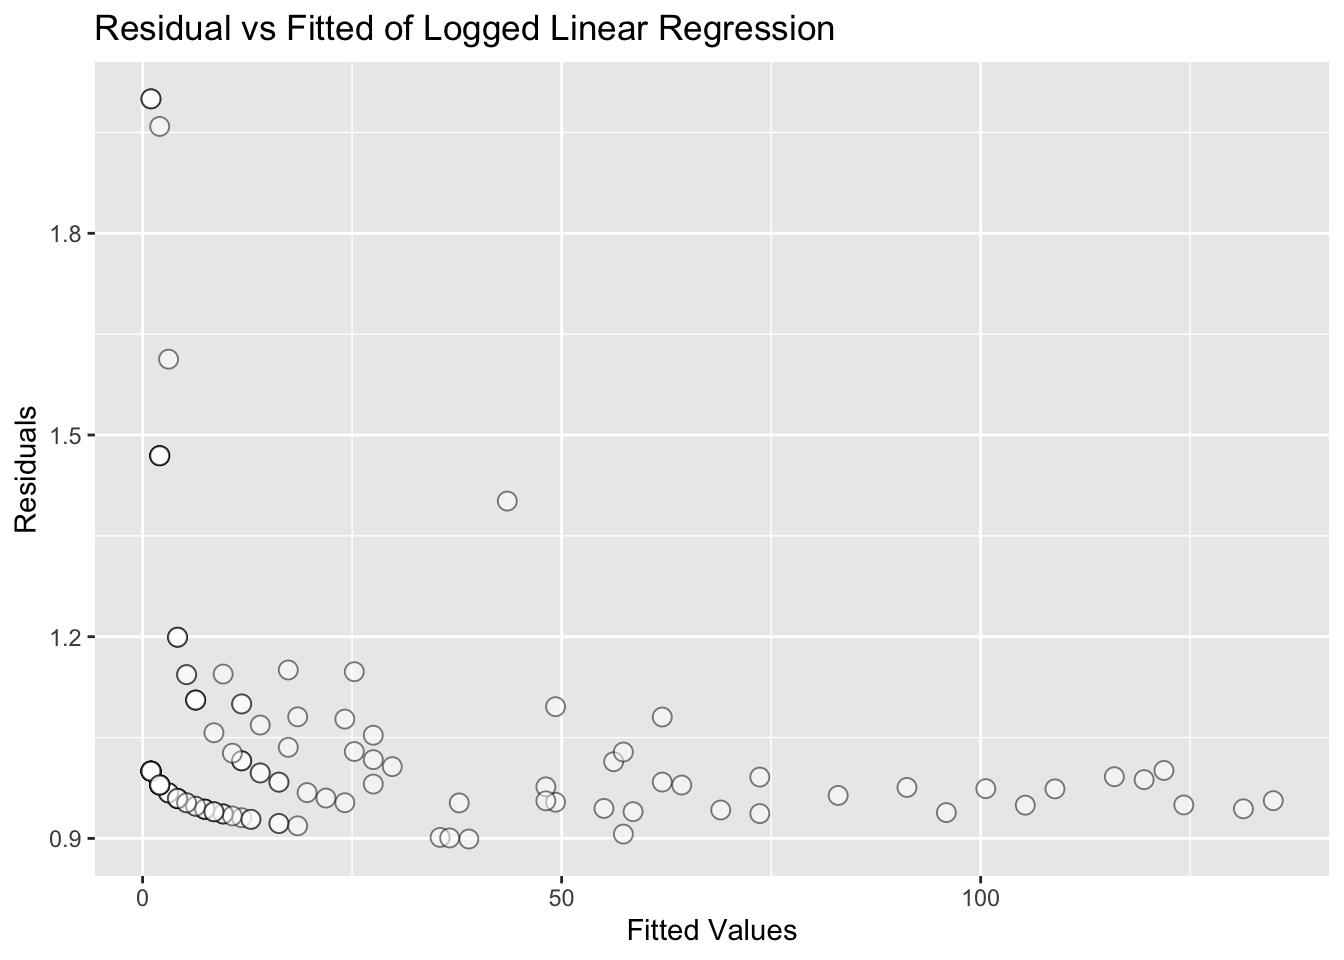 Residual vs Fitted of Logged Linear Regression
1.8
1.5
1.2
0.9
Residuals
0 50 100
Fitted Values